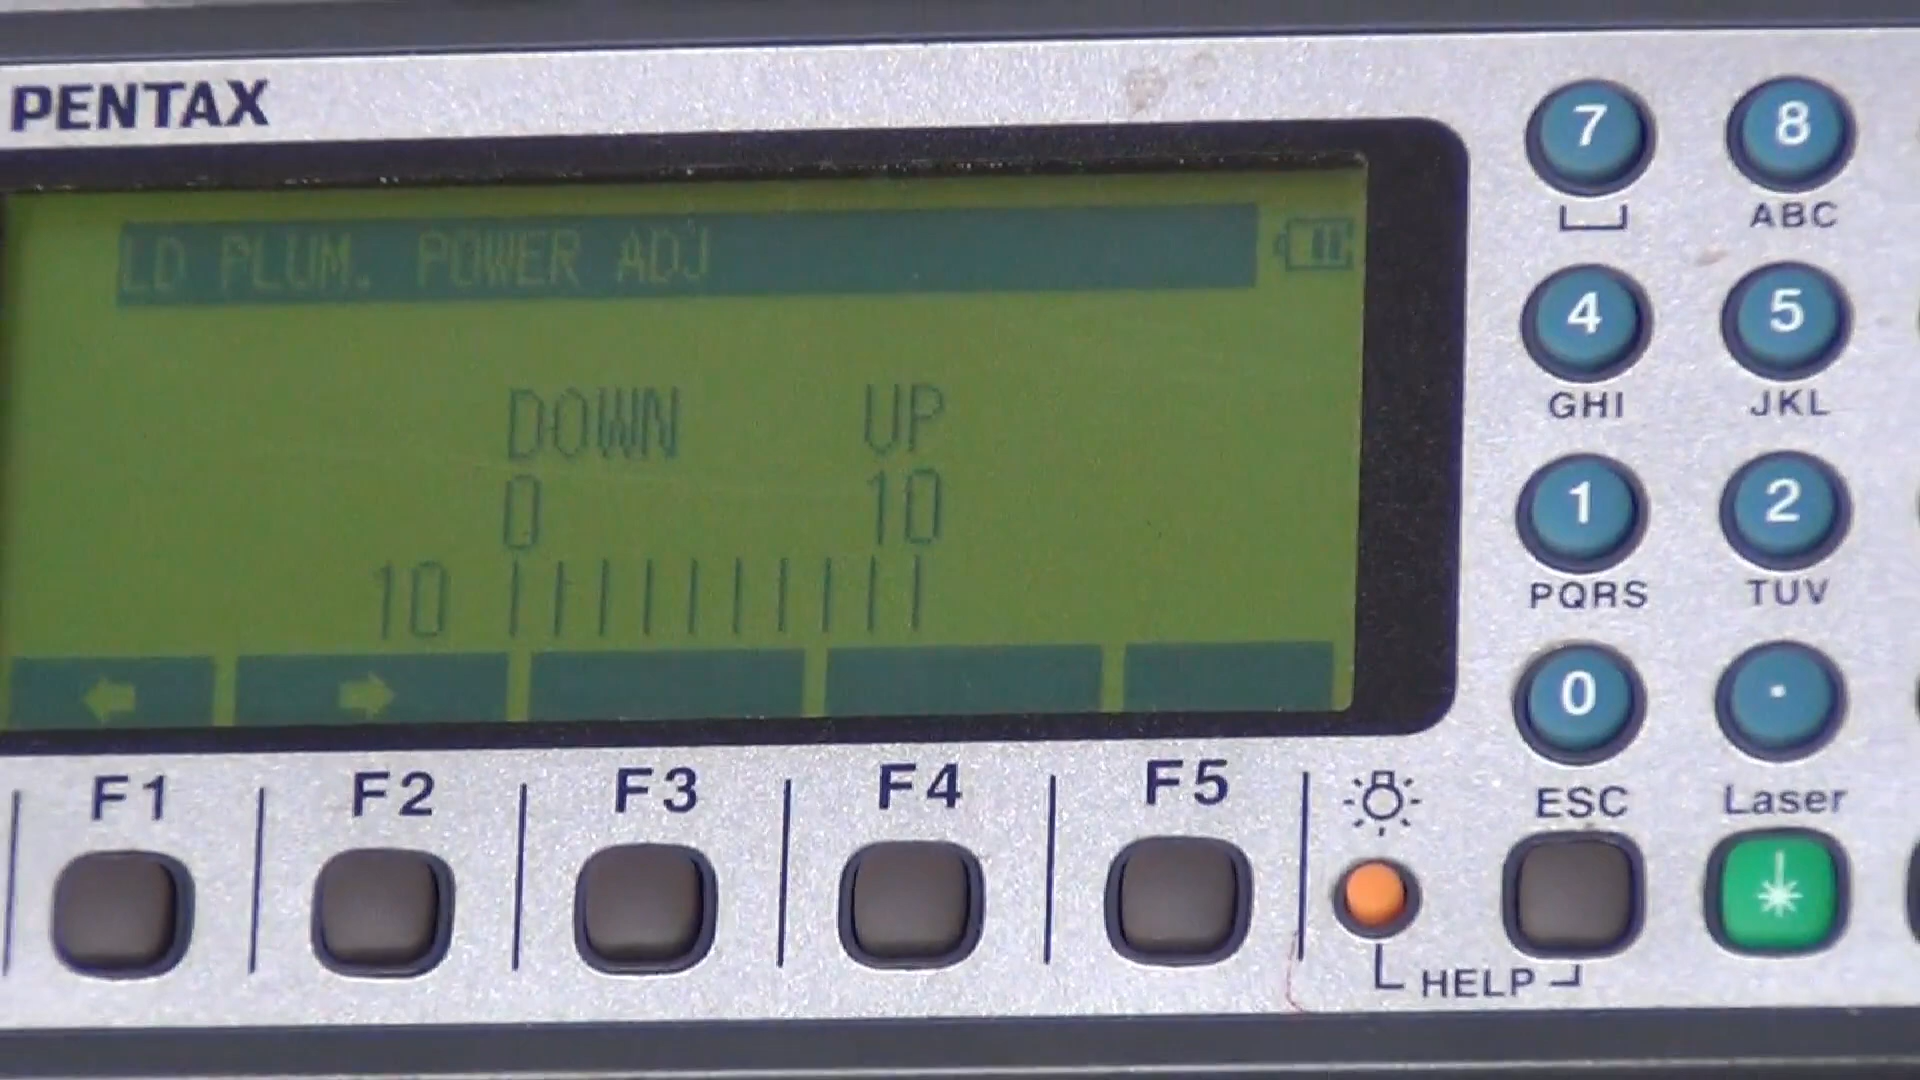 PENTAX
LD PLUM. POWER ADJ
DOWN UP
0 10
10
F1 F2 F3 F4 F5
7 8
ABC
4 5
GHI JKL
1 2
PQRS TUV
0 .
ESC Laser
HELP